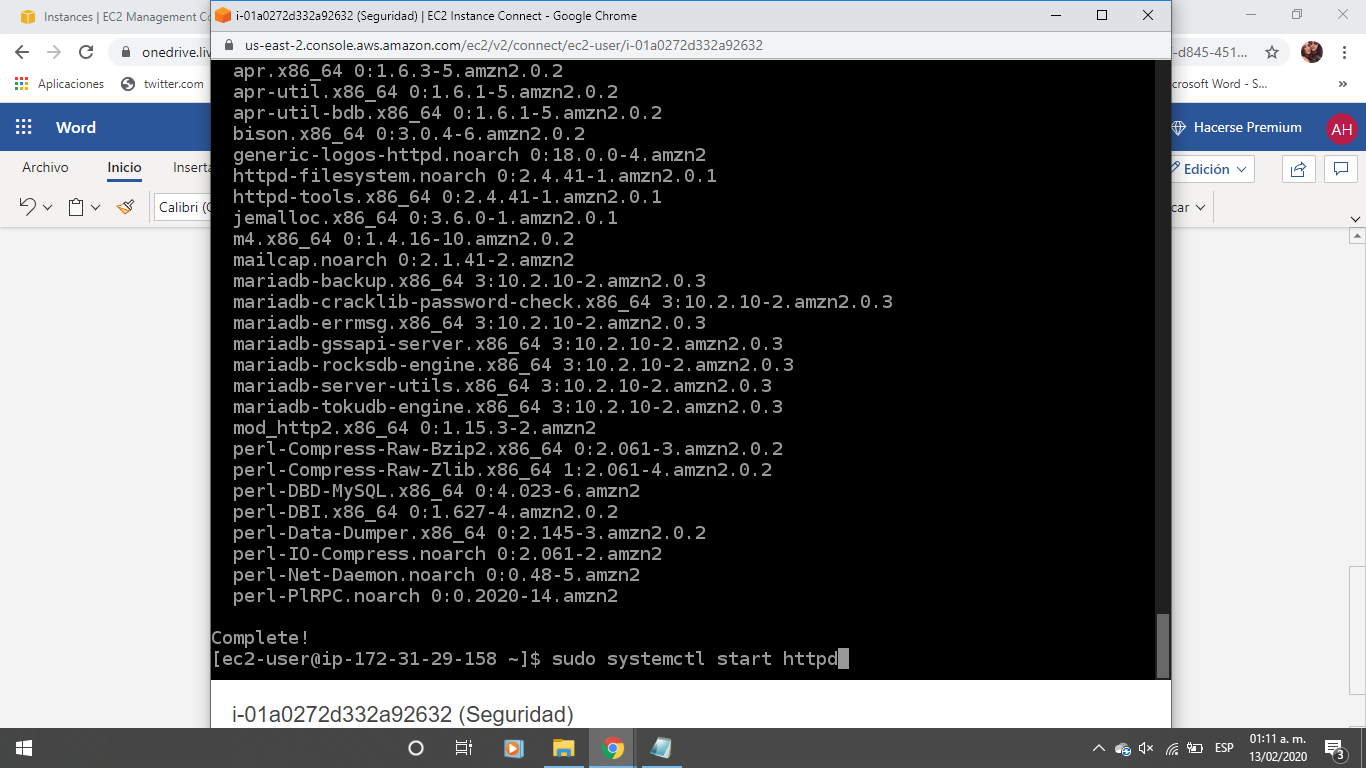 Instances | EC2 Management Co
i-01a0272d332a92632 (Seguridad) | EC2 Instance Connect - Google Chrome
onedrive.liv
us-east-2.console.aws.amazon.com/ec2/v2/connect/ec2-user/i-01a0272d332a92632
-d845-451...
Aplicaciones
twitter.com
crosoft Word - S...
»
Word
Hacerse Premium
AH
Archivo
Inicio
Inserta
Edición
Calibri (C
car
apr.x86_64 0:1.6.3-5.amzn2.0.2
apr-util.x86_64 0:1.6.1-5.amzn2.0.2
apr-util-bdb.x86_64 0:1.6.1-5.amzn2.0.2
bison.x86_64 0:3.0.4-6.amzn2.0.2
generic-logos-httpd.noarch 0:18.0.0-4.amzn2
httpd-filesystem.noarch 0:2.4.41-1.amzn2.0.1
httpd-tools.x86_64 0:2.4.41-1.amzn2.0.1
jemalloc.x86_64 0:3.6.0-1.amzn2.0.1
m4.x86_64 0:1.4.16-10.amzn2.0.2
mailcap.noarch 0:2.1.41-2.amzn2
mariadb-backup.x86_64 3:10.2.10-2.amzn2.0.3
mariadb-cracklib-password-check.x86_64 3:10.2.10-2.amzn2.0.3
mariadb-errmsg.x86_64 3:10.2.10-2.amzn2.0.3
mariadb-gssapi-server.x86_64 3:10.2.10-2.amzn2.0.3
mariadb-rocksdb-engine.x86_64 3:10.2.10-2.amzn2.0.3
mariadb-server-utils.x86_64 3:10.2.10-2.amzn2.0.3
mariadb-tokudb-engine.x86_64 3:10.2.10-2.amzn2.0.3
mod_http2.x86_64 0:1.15.3-2.amzn2
perl-Compress-Raw-Bzip2.x86_64 0:2.061-3.amzn2.0.2
perl-Compress-Raw-Zlib.x86_64 1:2.061-4.amzn2.0.2
perl-DBD-MySQL.x86_64 0:4.023-6.amzn2
perl-DBI.x86_64 0:1.627-4.amzn2.0.2
perl-Data-Dumper.x86_64 0:2.145-3.amzn2.0.2
perl-IO-Compress.noarch 0:2.061-2.amzn2
perl-Net-Daemon.noarch 0:0.48-5.amzn2
perl-PlRPC.noarch 0:0.2020-14.amzn2
Complete!
[ec2-user@ip-172-31-29-158 ~]$ sudo systemctl start httpd
i-01a0272d332a92632 (Seguridad)
ESP
01:11 a. m.
13/02/2020
3